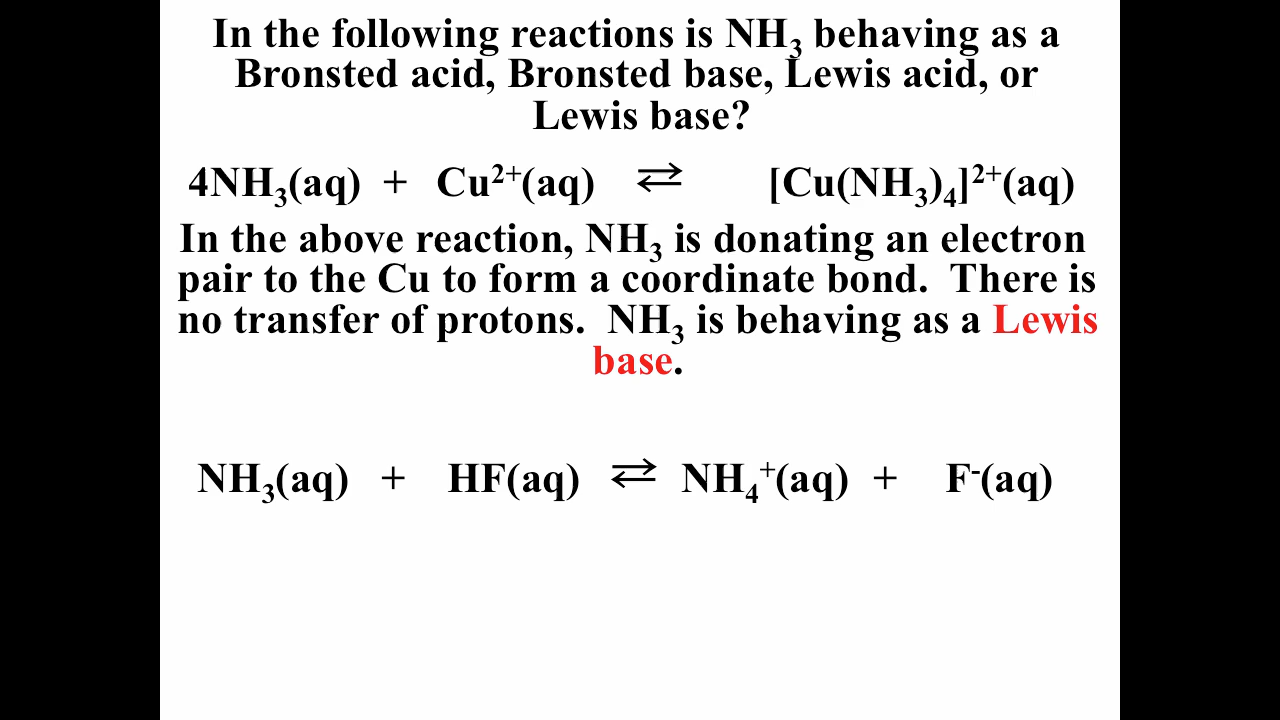 In the following reactions is NH₃ behaving as a
Bronsted acid, Bronsted base, Lewis acid, or
Lewis base?
4NH₃(aq) + Cu²⁺(aq) ⇄ [Cu(NH₃)₄]²⁺(aq)
In the above reaction, NH₃ is donating an electron
pair to the Cu to form a coordinate bond. There is
no transfer of protons. NH₃ is behaving as a Lewis
base.
NH₃(aq) + HF(aq) ⇄ NH₄⁺(aq) + F⁻(aq)